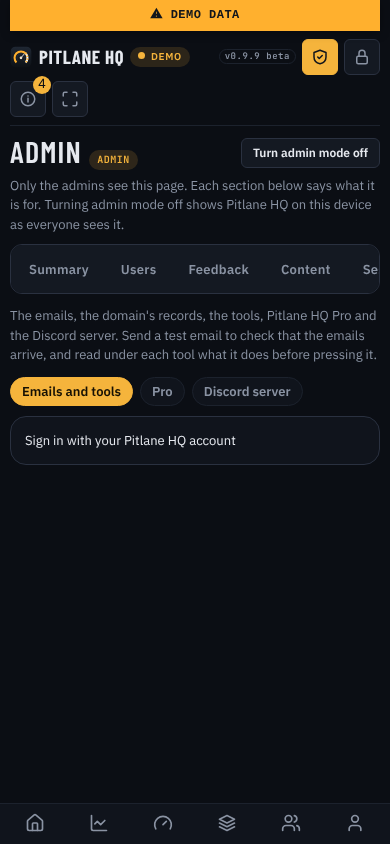 DEMO DATA
PITLANE HQ
DEMO
v0.9.9 beta
4
ADMIN
ADMIN
Turn admin mode off
Only the admins see this page. Each section below says what it
is for. Turning admin mode off shows Pitlane HQ on this device
as everyone sees it.
Summary
Users
Feedback
Content
Se
The emails, the domain's records, the tools, Pitlane HQ Pro and
the Discord server. Send a test email to check that the emails
arrive, and read under each tool what it does before pressing it.
Emails and tools
Pro
Discord server
Sign in with your Pitlane HQ account